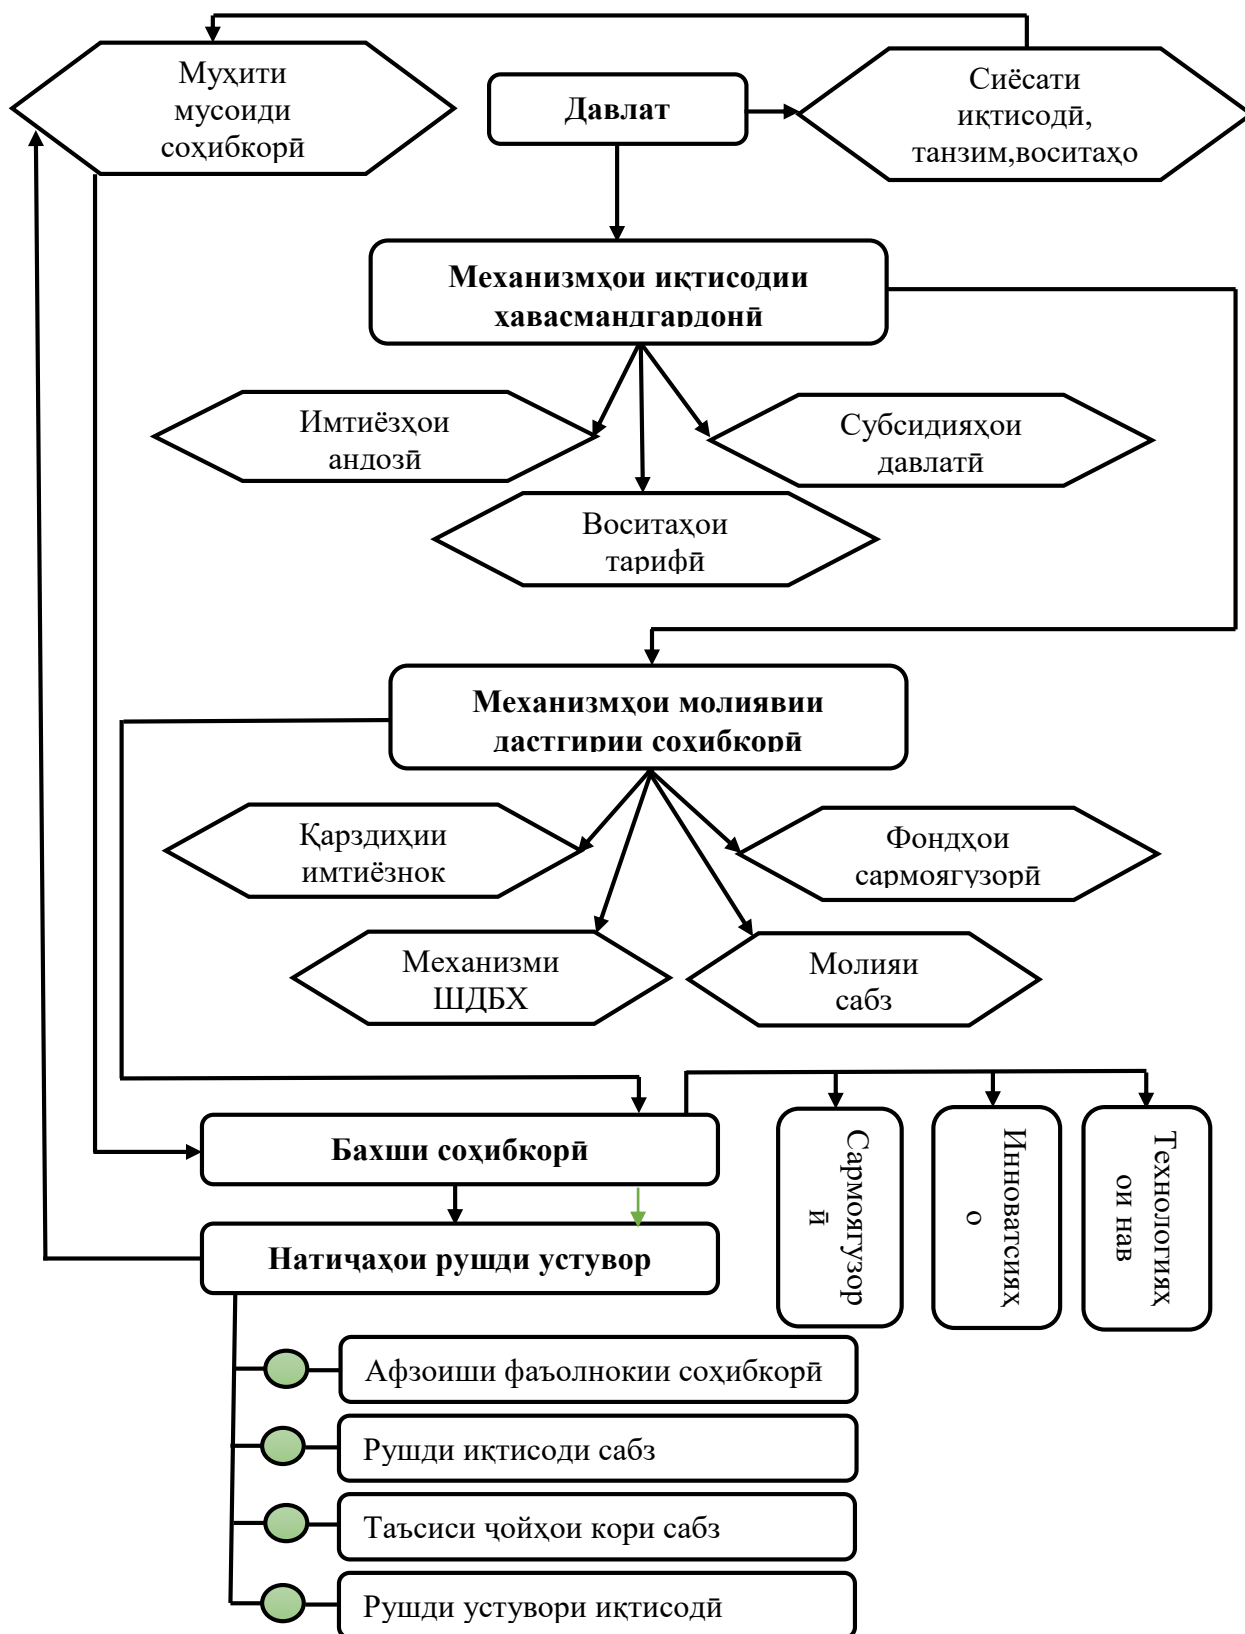 Муҳити
мусоиди
соҳибкорӣ
Давлат
Сиёсати
иқтисодӣ,
танзим,воситаҳо
Механизмҳои иқтисодии
ҳавасмандгардонӣ
Имтиёзҳои
андозӣ
Субсидияҳои
давлатӣ
Воситаҳои
тарифӣ
Механизмҳои молиявии
дастгирии соҳибкорӣ
Қарздиҳии
имтиёзнок
Фондҳои
сармоягузорӣ
Механизми
ШДБХ
Молияи
сабз
Бахши соҳибкорӣ
Сармоягузор
ӣ
Инноватсияҳ
о
Технологияҳ
ои нав
Натиҷаҳои рушди устувор
Афзоиши фаъолнокии соҳибкорӣ
Рушди иқтисоди сабз
Таъсиси ҷойҳои кори сабз
Рушди устувори иқтисодӣ